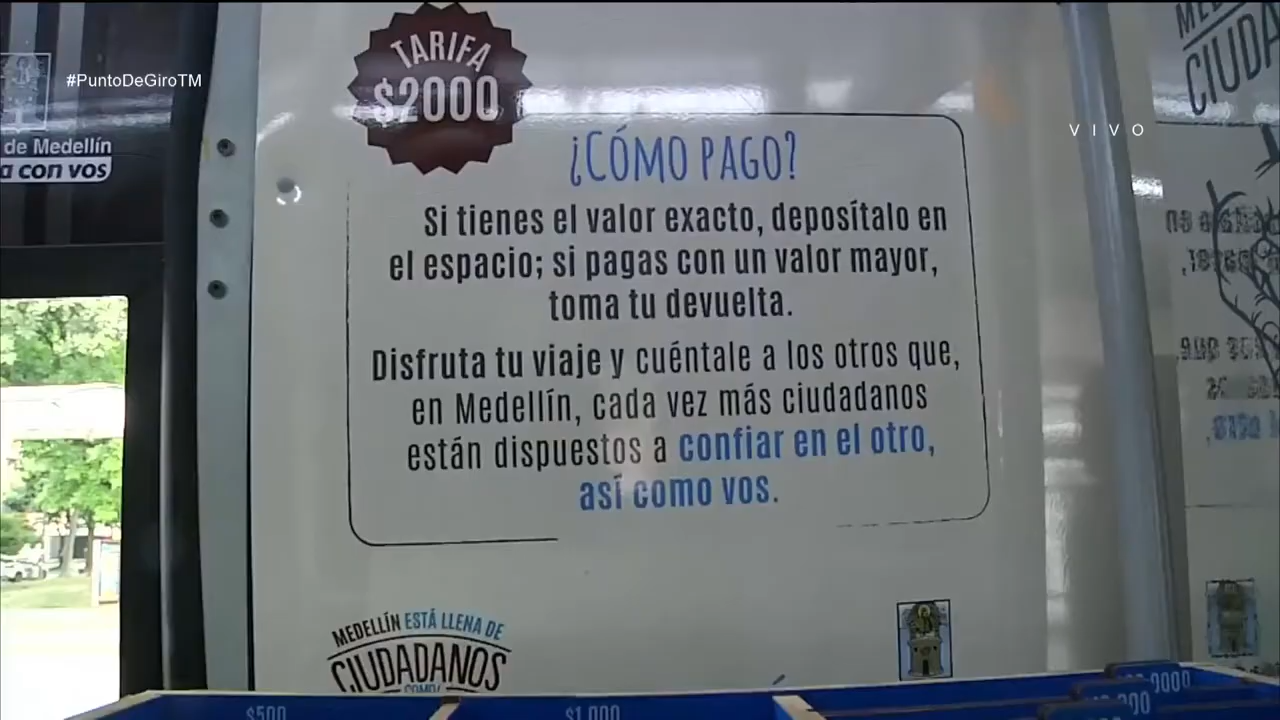 TARIFA
$2000
#PuntoDeGiroTM
VIVO
de Medellín
con vos
¿CÓMO PAGO?
Si tienes el valor exacto, deposítalo en
el espacio; si pagas con un valor mayor,
toma tu devuelta.
Disfruta tu viaje y cuéntale a los otros que,
en Medellín, cada vez más ciudadanos
están dispuestos a confiar en el otro,
así como vos.
MEDELLÍN ESTÁ LLENA DE
CIUDADANOS
COMO
$500
$1.000